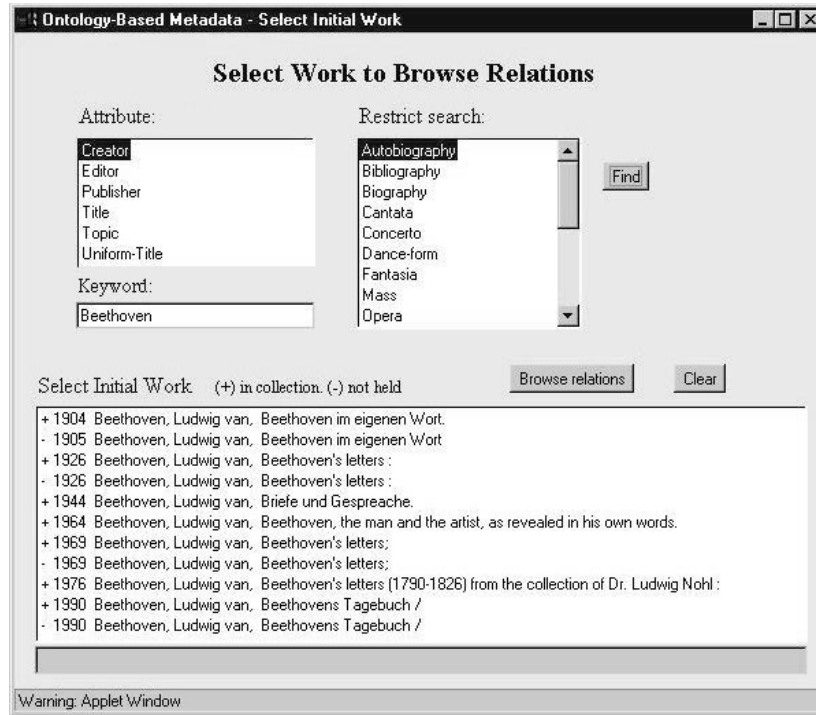 Ontology-Based Metadata - Select Initial Work
Select Work to Browse Relations
Attribute:
Creator
Editor
Publisher
Title
Topic
Uniform-Title
Keyword:
Beethoven
Restrict search:
Autobiography
Bibliography
Biography
Cantata
Concerto
Dance-form
Fantasia
Mass
Opera
Find
Select Initial Work (+) in collection. (-) not held
Browse relations
Clear
+ 1904 Beethoven, Ludwig van, Beethoven im eigenen Wort.
- 1905 Beethoven, Ludwig van, Beethoven im eigenen Wort
+ 1926 Beethoven, Ludwig van, Beethoven's letters :
- 1926 Beethoven, Ludwig van, Beethoven's letters :
+ 1944 Beethoven, Ludwig van, Briefe und Gespreache.
+ 1964 Beethoven, Ludwig van, Beethoven, the man and the artist, as revealed in his own words.
+ 1969 Beethoven, Ludwig van, Beethoven's letters;
- 1969 Beethoven, Ludwig van, Beethoven's letters;
+ 1976 Beethoven, Ludwig van, Beethoven's letters (1790-1826) from the collection of Dr. Ludwig Nohl :
+ 1990 Beethoven, Ludwig van, Beethovens Tagebuch /
- 1990 Beethoven, Ludwig van, Beethovens Tagebuch /
Warning: Applet Window